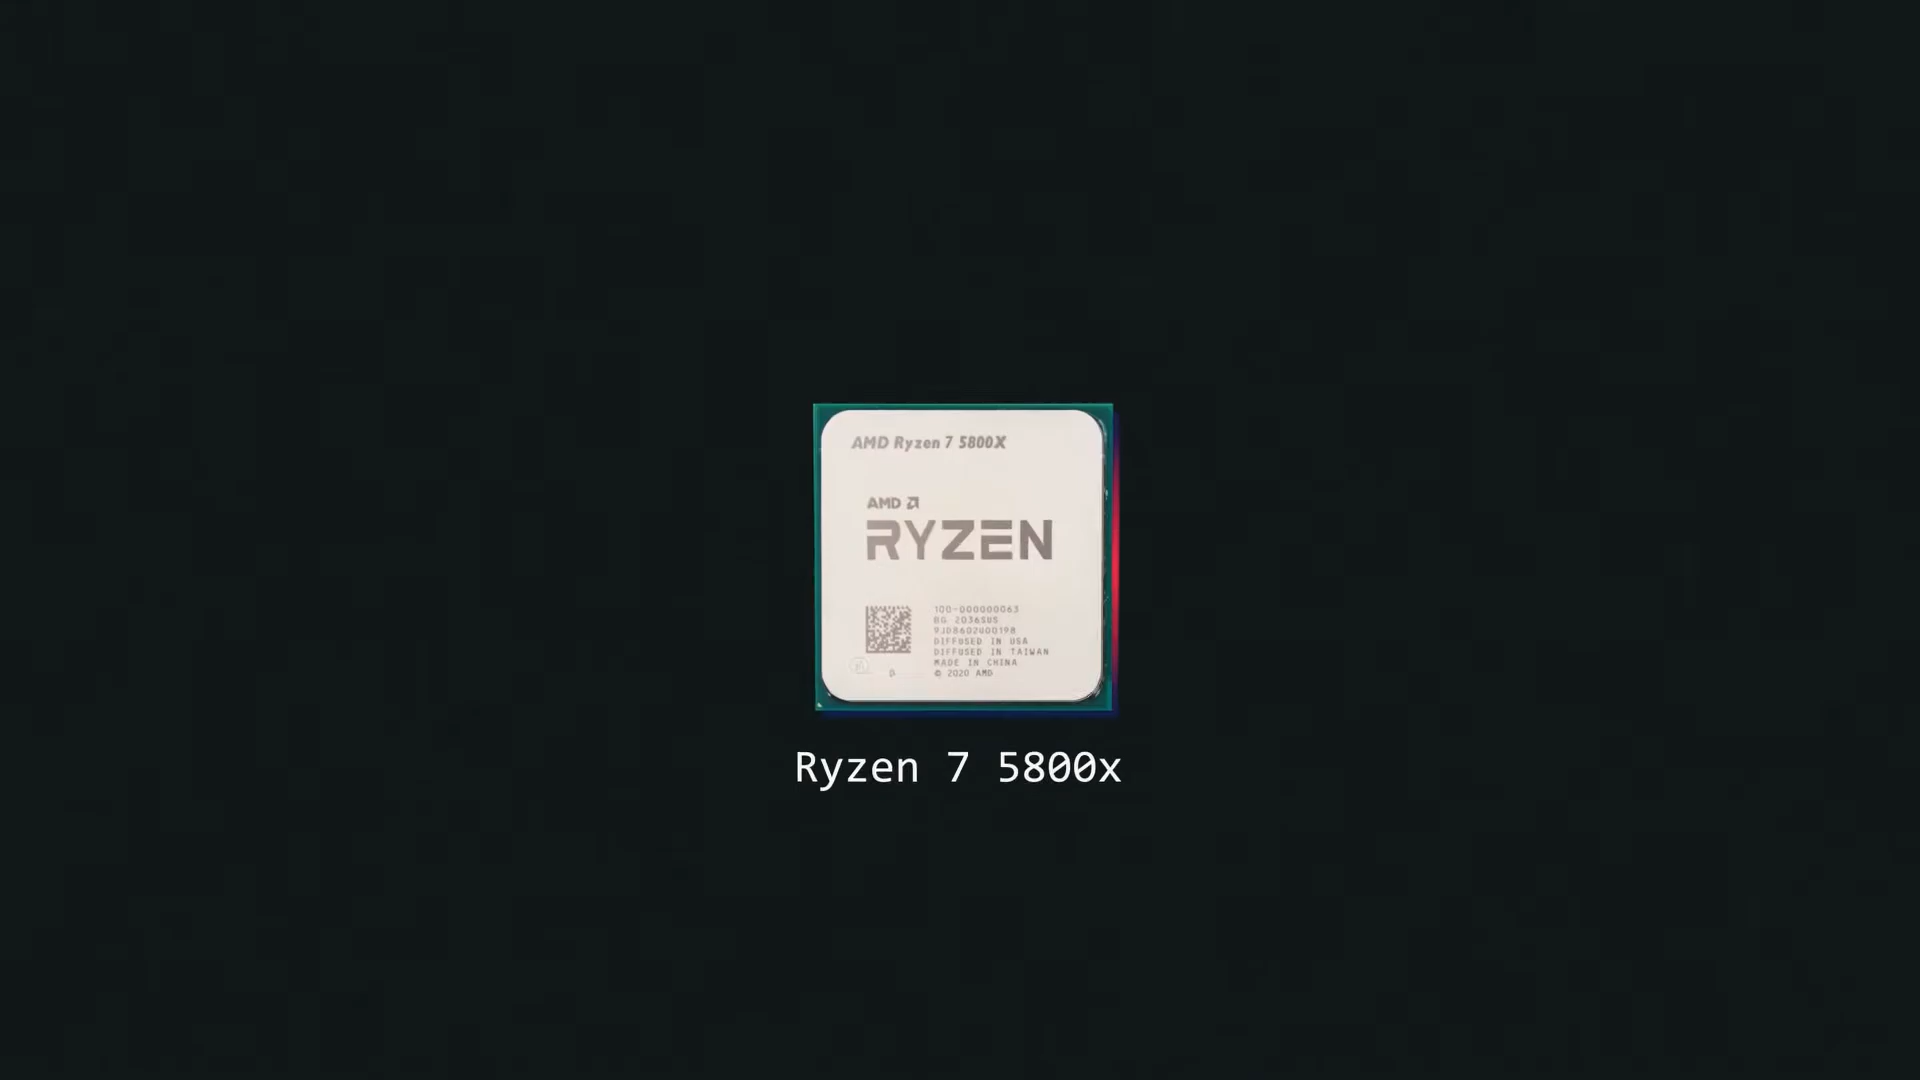 AMD Ryzen 7 5800X
AMD
RYZEN
100-000000063
BG 2036SUS
9JD8602U00198
DIFFUSED IN USA
DIFFUSED IN TAIWAN
MADE IN CHINA
© 2020 AMD
Ryzen 7 5800x